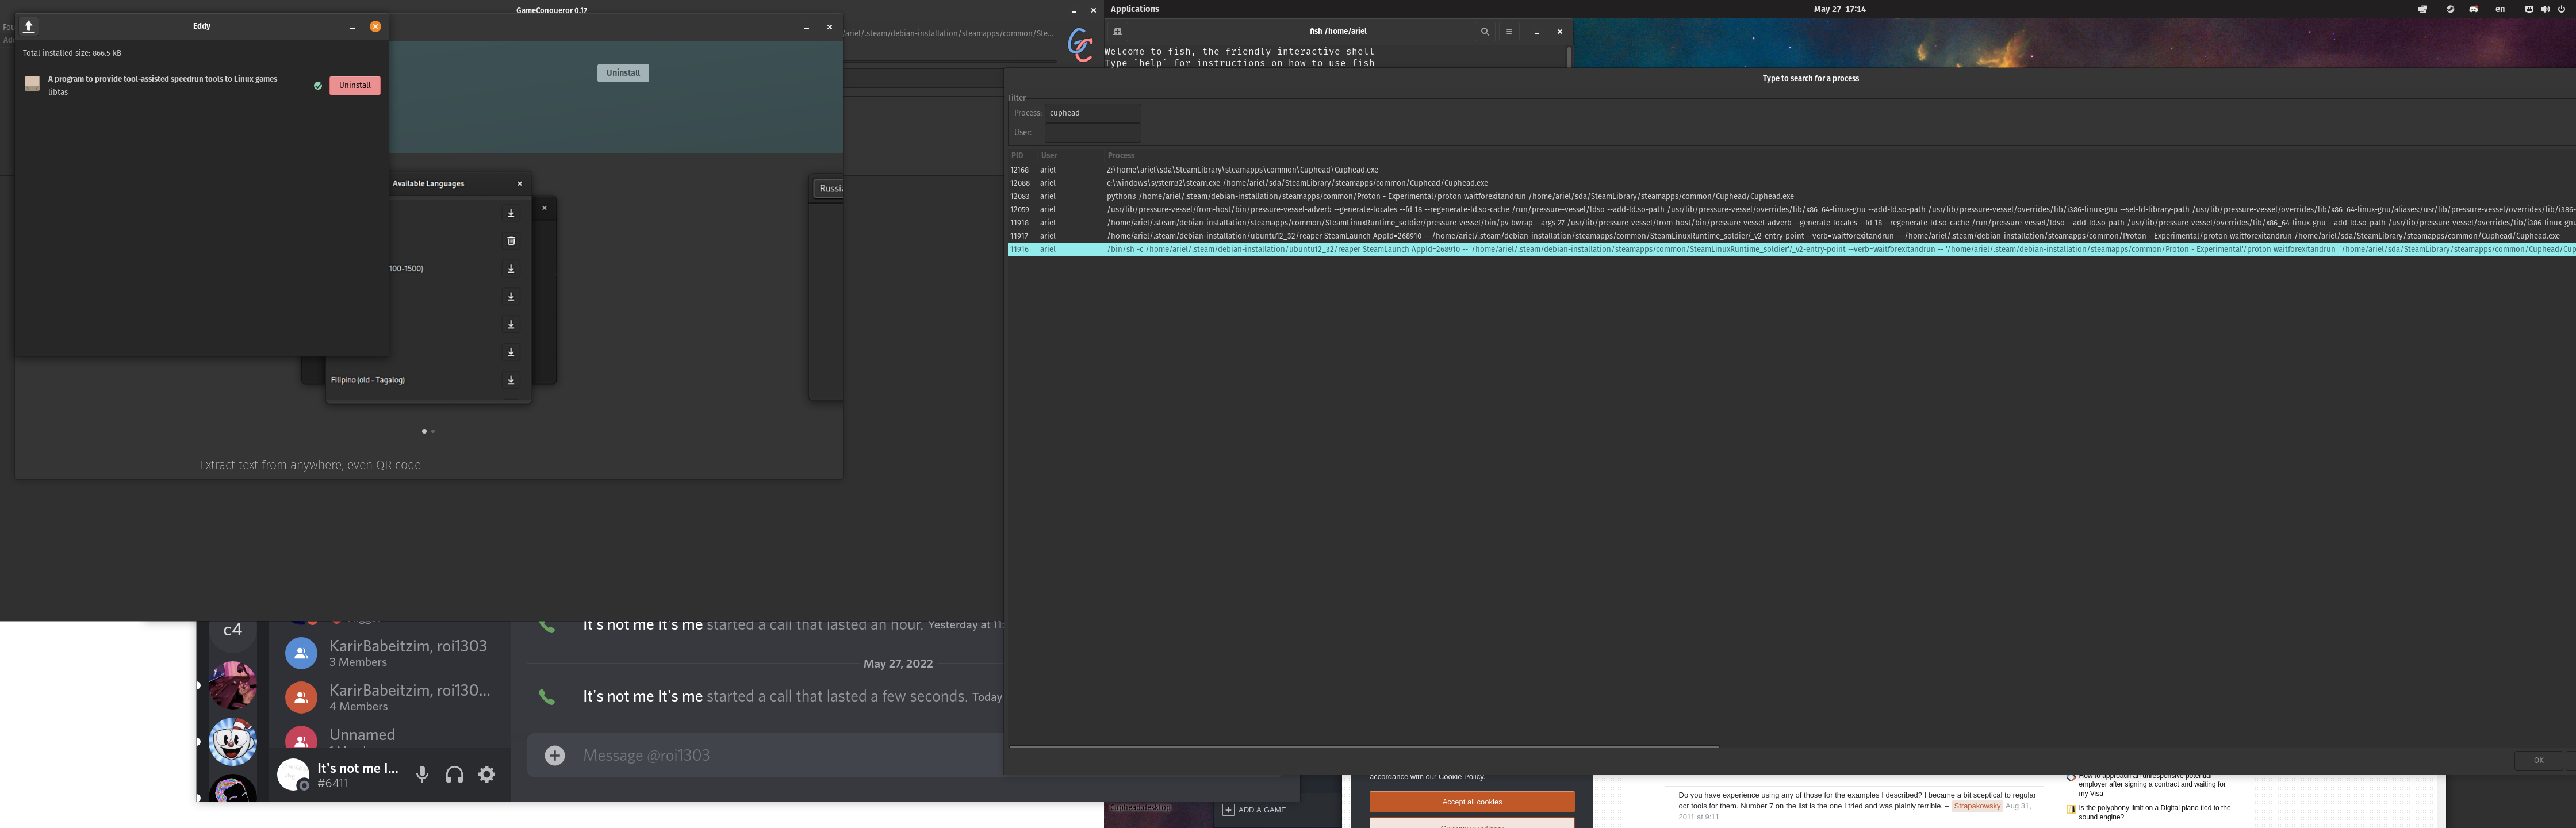 GameConqueror 0.17
Applications
May 27 17:14
en
Eddy
Total installed size: 866.5 kB
A program to provide tool-assisted speedrun tools to Linux games
libtas
Uninstall
Uninstall
/ariel/.steam/debian-installation/steamapps/common/Ste...
fish /home/ariel
Welcome to fish, the friendly interactive shell
Type `help` for instructions on how to use fish
Type to search for a process
Filter
Process: cuphead
User:
PID User Process
12168 ariel Z:\home\ariel\sda\SteamLibrary\steamapps\common\Cuphead\Cuphead.exe
12088 ariel c:\windows\system32\steam.exe /home/ariel/sda/SteamLibrary/steamapps/common/Cuphead/Cuphead.exe
12083 ariel python3 /home/ariel/.steam/debian-installation/steamapps/common/Proton - Experimental/proton waitforexitandrun /home/ariel/sda/SteamLibrary/steamapps/common/Cuphead/Cuphead.exe
12059 ariel /usr/lib/pressure-vessel/from-host/bin/pressure-vessel-adverb --generate-locales --fd 18 --regenerate-ld.so-cache /run/pressure-vessel/ldso --add-ld.so-path /usr/lib/pressure-vessel/overrides/lib/x86_64-linux-gnu --add-ld.so-path /usr/lib/pressure-vessel/overrides/lib/i386-linux-gnu --set-ld-library-path /usr/lib/pressure-vessel/overrides/lib/x86_64-linux-gnu/aliases:/usr/lib/pressure-vessel/overrides/lib/i386-
11918 ariel /home/ariel/.steam/debian-installation/steamapps/common/SteamLinuxRuntime_soldier/pressure-vessel/bin/pv-bwrap --args 27 /usr/lib/pressure-vessel/from-host/bin/pressure-vessel-adverb --generate-locales --fd 18 --regenerate-ld.so-cache /run/pressure-vessel/ldso --add-ld.so-path /usr/lib/pressure-vessel/overrides/lib/x86_64-linux-gnu --add-ld.so-path /usr/lib/pressure-vessel/overrides/lib/i386-linux-gnu
11917 ariel /home/ariel/.steam/debian-installation/ubuntu12_32/reaper SteamLaunch AppId=268910 -- /home/ariel/.steam/debian-installation/steamapps/common/SteamLinuxRuntime_soldier/_v2-entry-point --verb=waitforexitandrun -- /home/ariel/.steam/debian-installation/steamapps/common/Proton - Experimental/proton waitforexitandrun /home/ariel/sda/SteamLibrary/steamapps/common/Cuphead/Cuphead.exe
11916 ariel /bin/sh -c /home/ariel/.steam/debian-installation/ubuntu12_32/reaper SteamLaunch AppId=268910 -- '/home/ariel/.steam/debian-installation/steamapps/common/SteamLinuxRuntime_soldier'/_v2-entry-point --verb=waitforexitandrun -- '/home/ariel/.steam/debian-installation/steamapps/common/Proton - Experimental'/proton waitforexitandrun '/home/ariel/sda/SteamLibrary/steamapps/common/Cuphead/Cup
OK
Available Languages
100-1500)
Filipino (old - Tagalog)
Russia
Extract text from anywhere, even QR code
c4
KarirBabeitzim, roi1303
3 Members
KarirBabeitzim, roi130...
4 Members
Unnamed
It's not me I...
#6411
It's not me It's me started a call that lasted an hour. Yesterday at 11:
May 27, 2022
It's not me It's me started a call that lasted a few seconds. Today
Message @roi1303
Cuphead.desktop
ADD A GAME
accordance with our Cookie Policy.
Accept all cookies
Customize settings
Do you have experience using any of those for the examples I described? I became a bit sceptical to regular
ocr tools for them. Number 7 on the list is the one I tried and was plainly terrible. – Strapakowsky Aug 31,
2011 at 9:11
How to approach an unresponsive potential
employer after signing a contract and waiting for
my Visa
Is the polyphony limit on a Digital piano tied to the
sound engine?